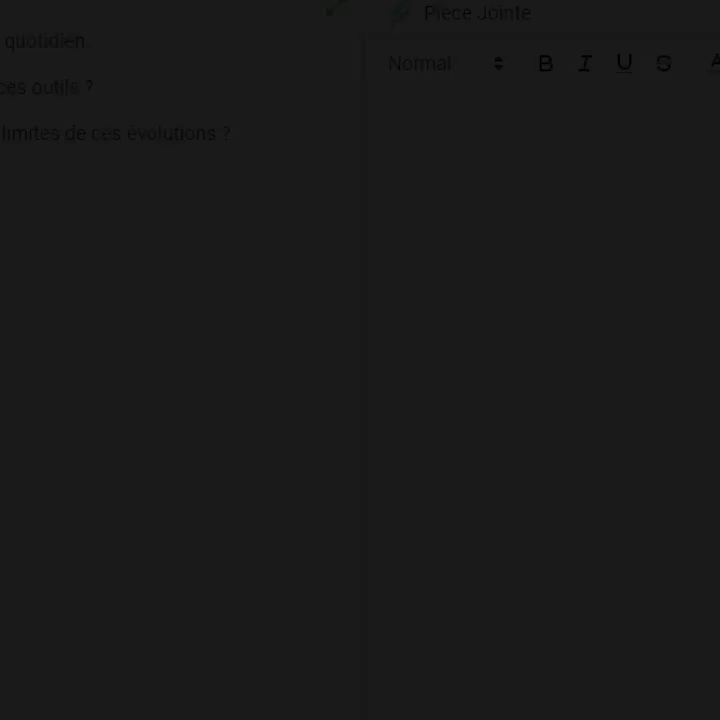 Pièce Jointe
quotidien.
ces outils ?
limites de ces évolutions ?
Normal B I U S A